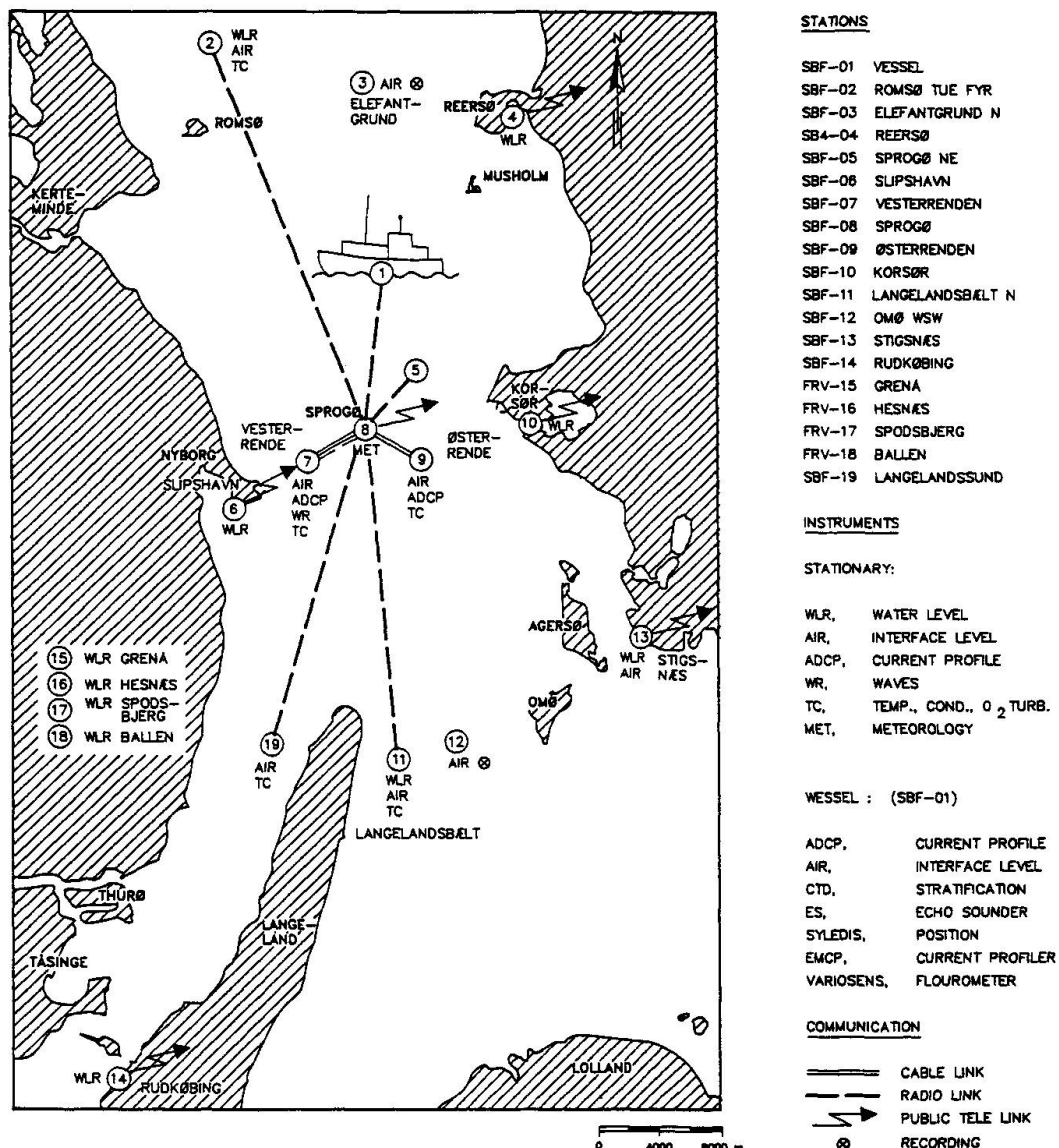 2
WLR
AIR
TC
3 AIR
ELEFANT-
GRUND
REERSØ
N
4
WLR
ROMSØ
MUSHOLM
KERTE-
MINDE
1
5
KOR-
SØR
SPROGØ
VESTER-
RENDE
8
MET
ØSTER-
RENDE
10 WLR
NYBORG
SLIPSHAVN
7
9
AIR
ADCP
WR
TC
AIR
ADCP
TC
6
WLR
AGERSØ
13
WLR
AIR
STIGS-
NÆS
15 WLR GRENÅ
16 WLR HESNÆS
17 WLR SPODS-
BJERG
18 WLR BALLEN
OMØ
19
AIR
TC
11
WLR
AIR
TC
12
AIR
LANGELANDSBÆLT
THURØ
LANGE-
LAND
TÅSINGE
WLR 14
RUDKØBING
LOLLAND
0 4000 8000 m
STATIONS
SBF-01 VESSEL
SBF-02 ROMSØ TUE FYR
SBF-03 ELEFANTGRUND N
SB4-04 REERSØ
SBF-05 SPROGØ NE
SBF-06 SLIPSHAVN
SBF-07 VESTERRENDEN
SBF-08 SPROGØ
SBF-09 ØSTERRENDEN
SBF-10 KORSØR
SBF-11 LANGELANDSBÆLT N
SBF-12 OMØ WSW
SBF-13 STIGSNÆS
SBF-14 RUDKØBING
FRV-15 GRENÅ
FRV-16 HESNÆS
FRV-17 SPODSBJERG
FRV-18 BALLEN
SBF-19 LANGELANDSSUND
INSTRUMENTS
STATIONARY:
WLR, WATER LEVEL
AIR, INTERFACE LEVEL
ADCP, CURRENT PROFILE
WR, WAVES
TC, TEMP., COND., O 2 TURB.
MET, METEOROLOGY
WESSEL : (SBF-01)
ADCP, CURRENT PROFILE
AIR, INTERFACE LEVEL
CTD, STRATIFICATION
ES, ECHO SOUNDER
SYLEDIS, POSITION
EMCP, CURRENT PROFILER
VARIOSENS, FLOUROMETER
COMMUNICATION
CABLE LINK
RADIO LINK
PUBLIC TELE LINK
RECORDING